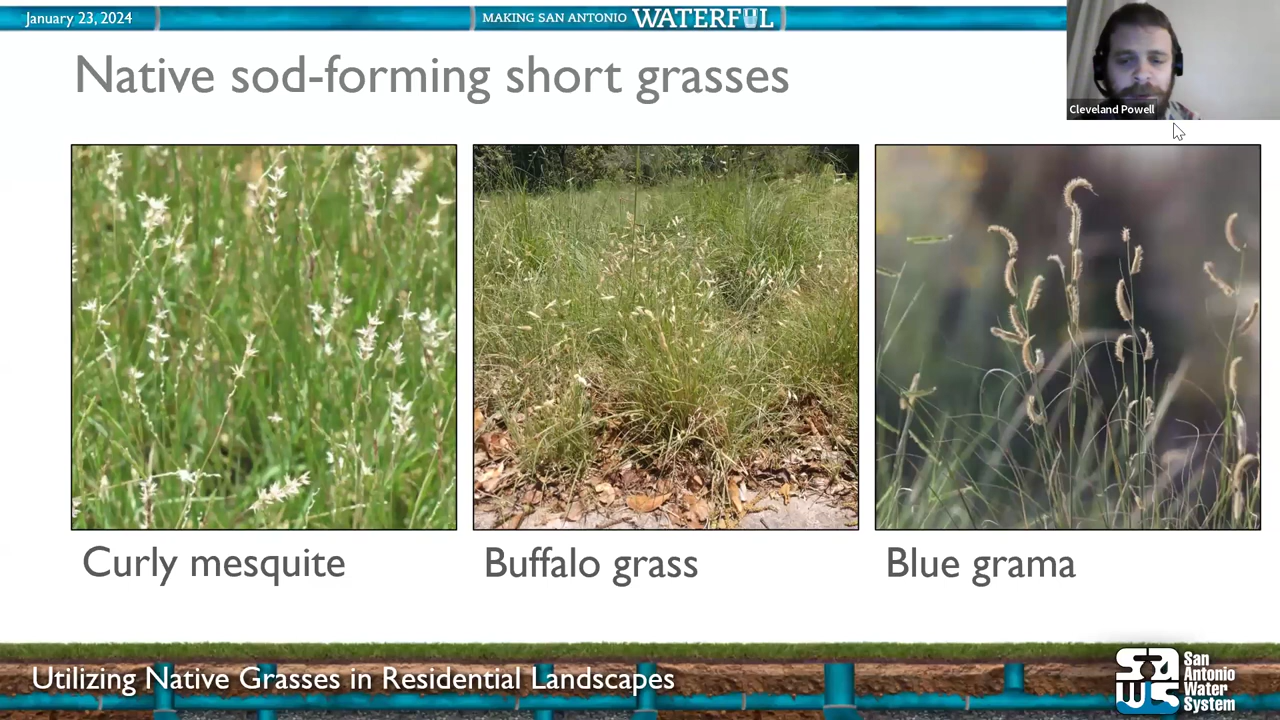 January 23, 2024
MAKING SAN ANTONIO WATERFUL
Cleveland Powell
Native sod-forming short grasses
Curly mesquite
Buffalo grass
Blue grama
Utilizing Native Grasses in Residential Landscapes
SAWS
San
Antonio
Water
System